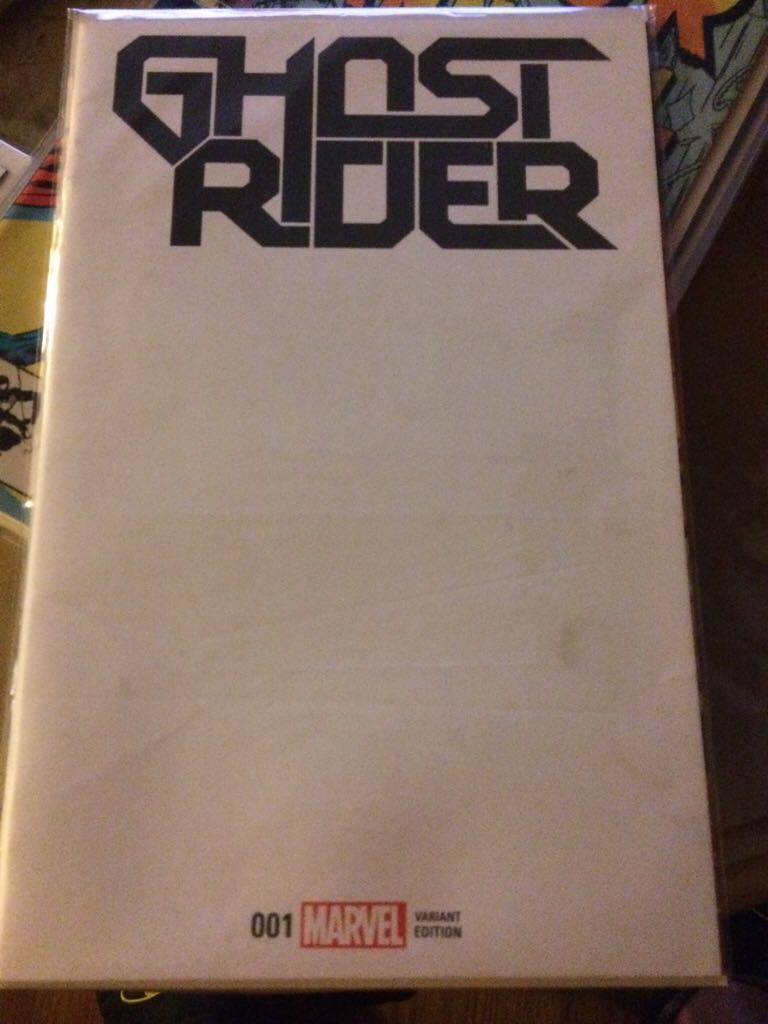 GHOST
RIDER
001 MARVEL VARIANT
EDITION